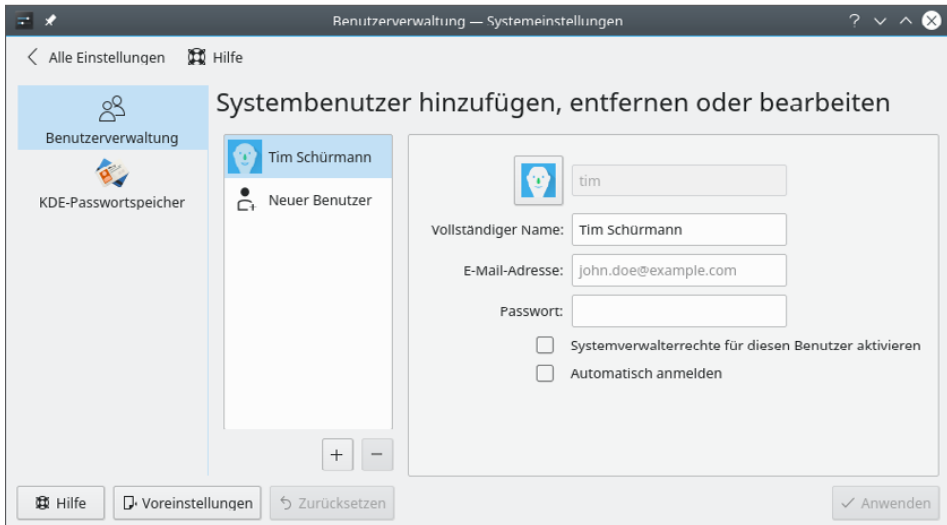 Benutzerverwaltung — Systemeinstellungen
Alle Einstellungen Hilfe
Benutzerverwaltung
KDE-Passwortspeicher
Systembenutzer hinzufügen, entfernen oder bearbeiten
Tim Schürmann
Neuer Benutzer
tim
Vollständiger Name: Tim Schürmann
E-Mail-Adresse: john.doe@example.com
Passwort:
Systemverwalterrechte für diesen Benutzer aktivieren
Automatisch anmelden
Hilfe Voreinstellungen Zurücksetzen Anwenden